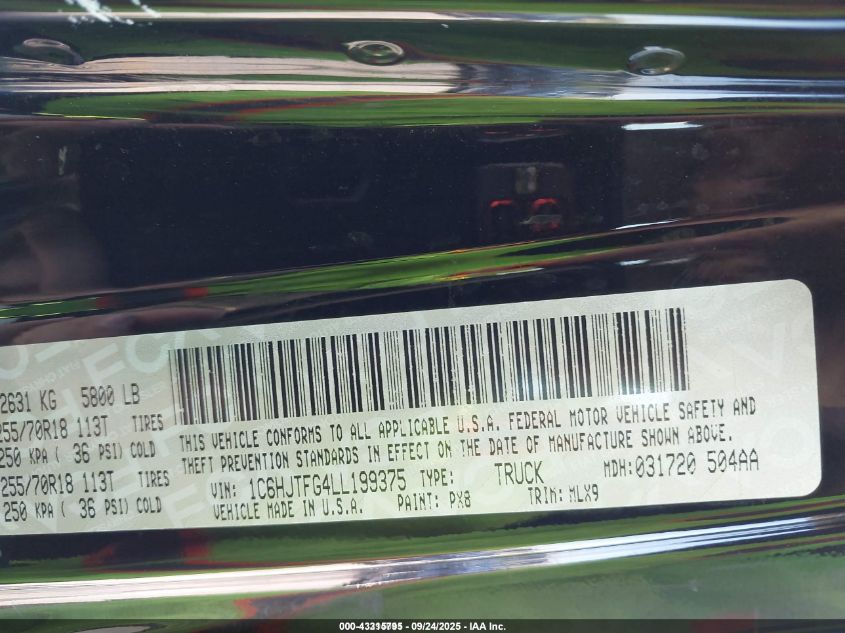 2631 KG 5800 LB
255/70R18 113T TIRES
250 KPA ( 36 PSI) COLD
255/70R18 113T TIRES
250 KPA ( 36 PSI) COLD
THIS VEHICLE CONFORMS TO ALL APPLICABLE U.S.A. FEDERAL MOTOR VEHICLE SAFETY AND
THEFT PREVENTION STANDARDS IN EFFECT ON THE DATE OF MANUFACTURE SHOWN ABOVE.
VIN: 1C6HJTFG4LL199375 TYPE: TRUCK MDH: 031720 504AA
VEHICLE MADE IN U.S.A. PAINT: PX8 TRIM: MLX9
09/24/2025 - IAA Inc.